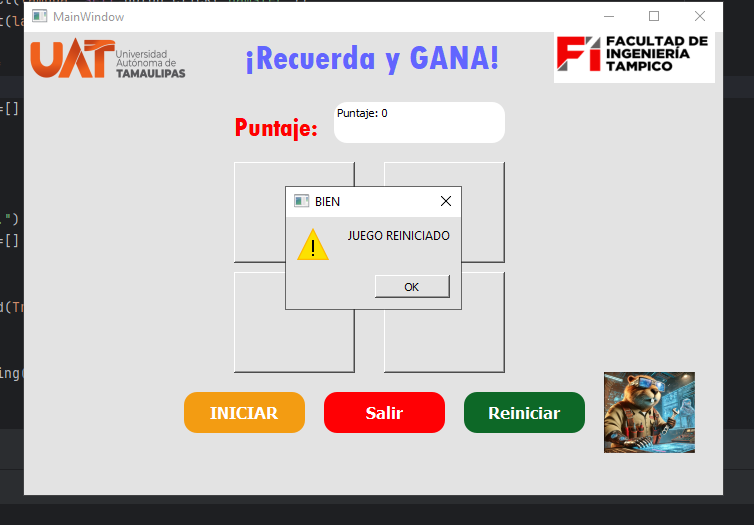 MainWindow
UAT Universidad
Autónoma de
TAMAULIPAS
¡Recuerda y GANA!
FI FACULTAD DE
INGENIERÍA
TAMPICO
=[]
Puntaje:
Puntaje: 0
BIEN
.")
=[]
JUEGO REINICIADO
OK
INICIAR
Salir
Reiniciar